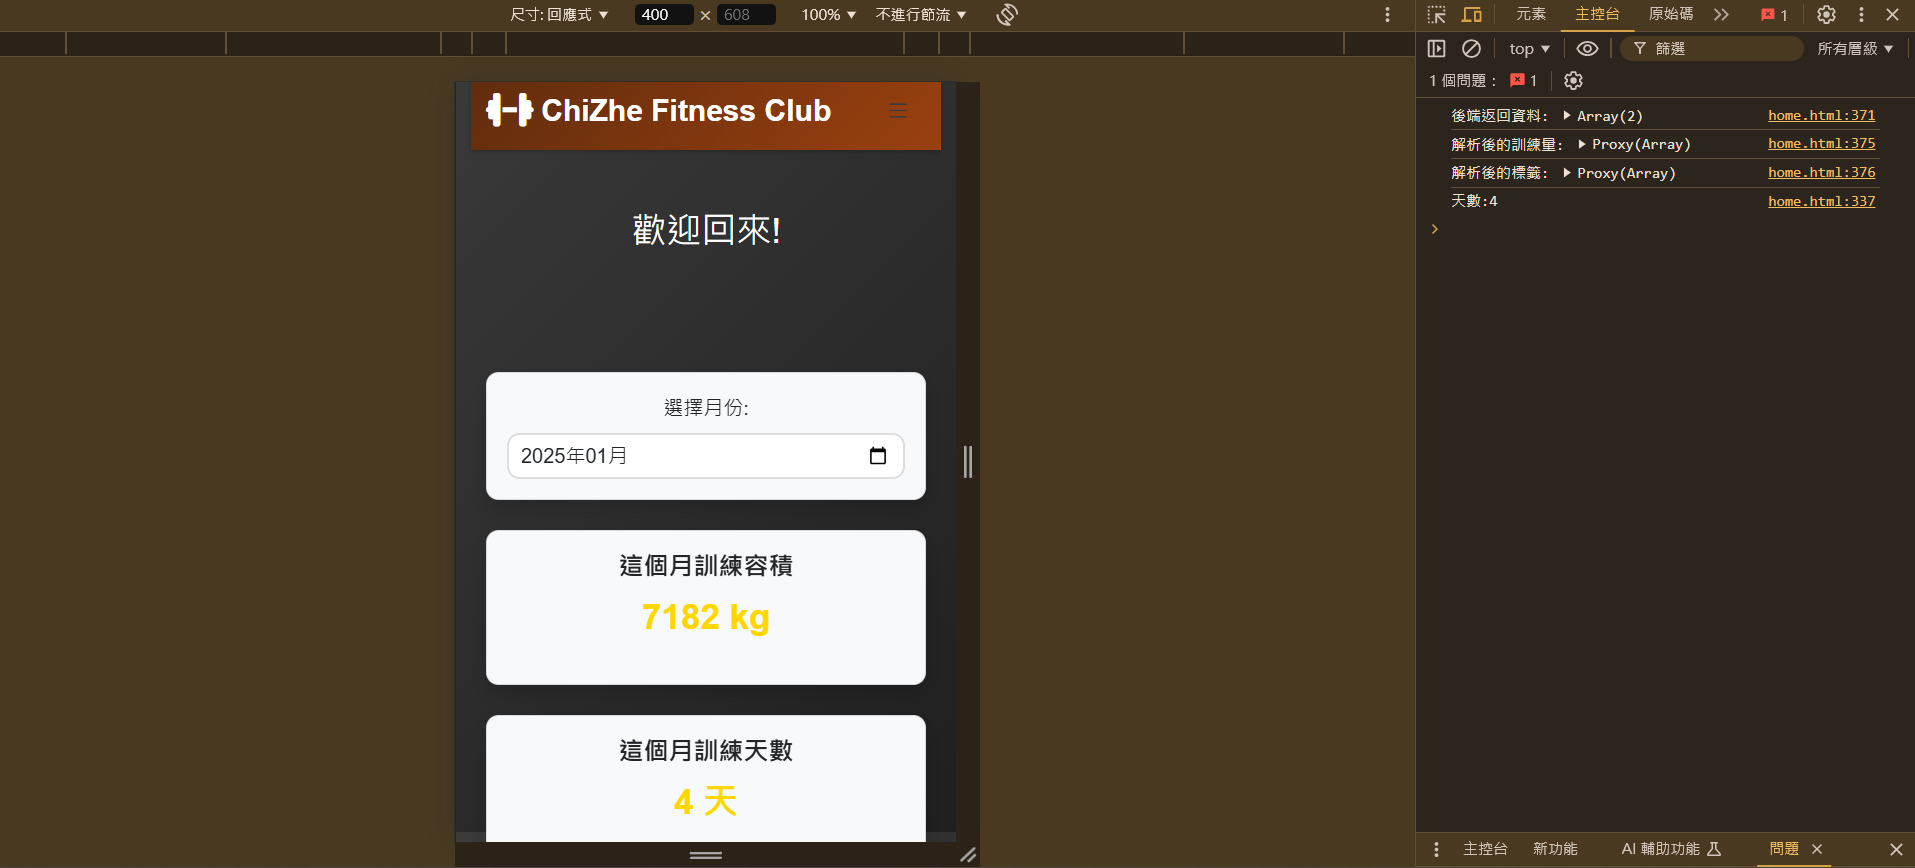 尺寸: 回應式 ▼ 400 × 608 100% ▼ 不進行節流 ▼
元素 主控台 原始碼 1
top ▼ 篩選 所有層級 ▼
1 個問題： 1
後端返回資料: ▶ Array(2) home.html:371
解析後的訓練量: ▶ Proxy(Array) home.html:375
解析後的標籤: ▶ Proxy(Array) home.html:376
天數:4 home.html:337
ChiZhe Fitness Club
歡迎回來!
選擇月份:
2025年01月
這個月訓練容積
7182 kg
這個月訓練天數
4 天
主控台 新功能 AI 輔助功能 問題